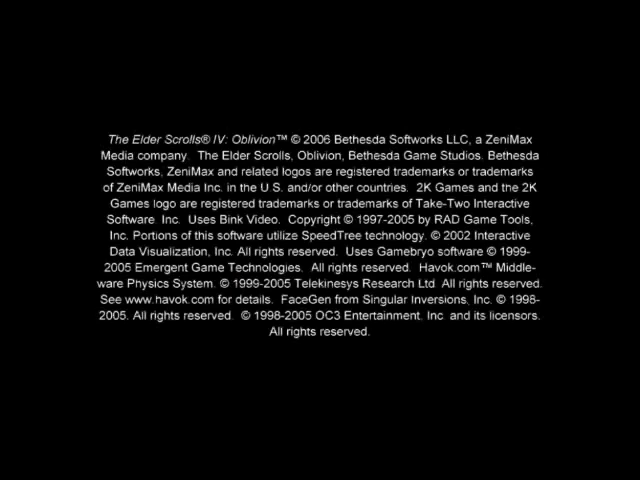 The Elder Scrolls® IV: Oblivion™ © 2006 Bethesda Softworks LLC, a ZeniMax
Media company. The Elder Scrolls, Oblivion, Bethesda Game Studios. Bethesda
Softworks, ZeniMax and related logos are registered trademarks or trademarks
of ZeniMax Media Inc. in the U.S. and/or other countries. 2K Games and the 2K
Games logo are registered trademarks or trademarks of Take-Two Interactive
Software. Inc. Uses Bink Video. Copyright © 1997-2005 by RAD Game Tools,
Inc. Portions of this software utilize SpeedTree technology. © 2002 Interactive
Data Visualization, Inc. All rights reserved. Uses Gamebryo software © 1999-
2005 Emergent Game Technologies. All rights reserved. Havok.com™ Middle-
ware Physics System. © 1999-2005 Telekinesys Research Ltd. All rights reserved.
See www.havok.com for details. FaceGen from Singular Inversions, Inc. © 1998-
2005. All rights reserved. © 1998-2005 OC3 Entertainment. Inc. and its licensors.
All rights reserved.